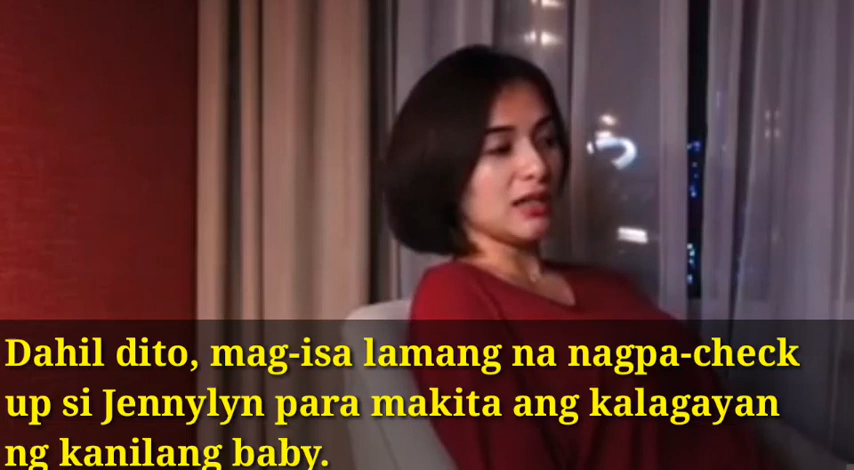 Dahil dito, mag-isa lamang na nagpa-check
up si Jennylyn para makita ang kalagayan
ng kanilang baby.